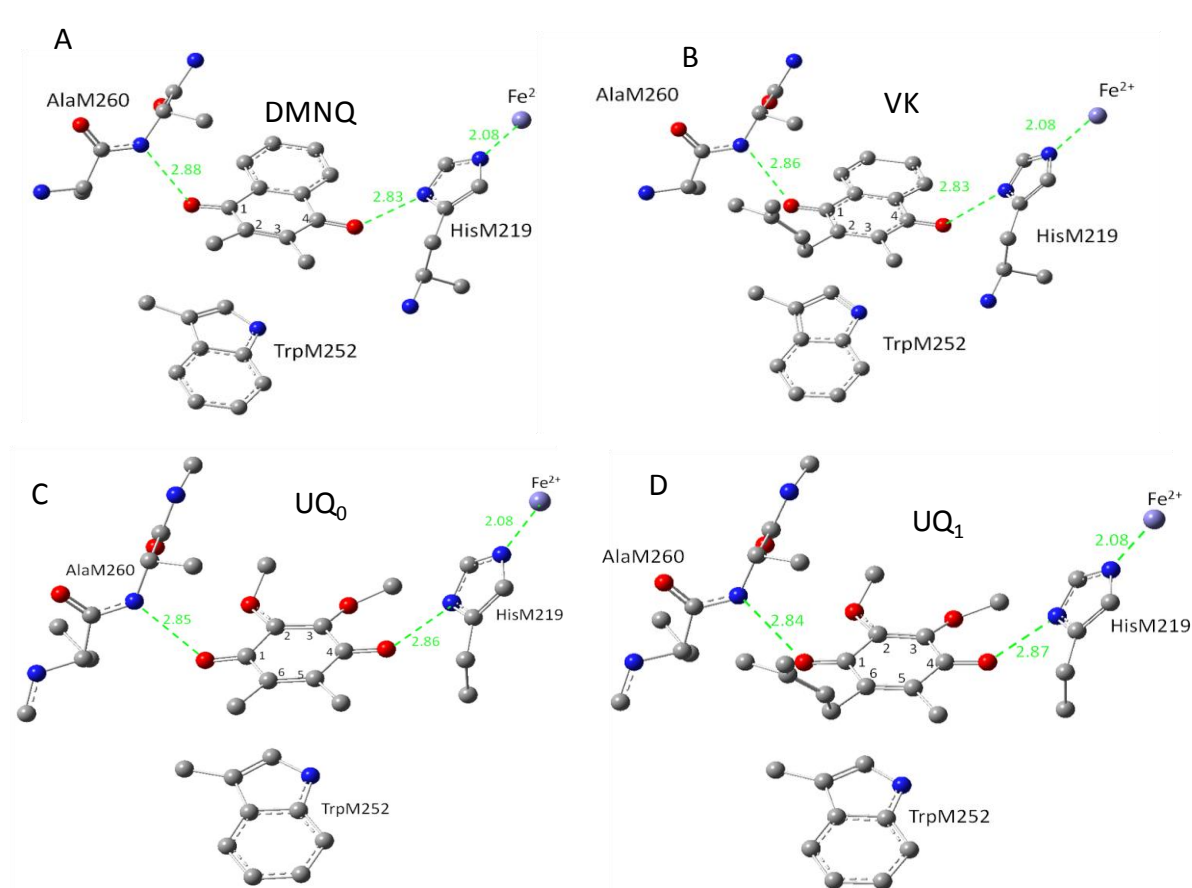 A
AlaM260
DMNQ
Fe²
2.08
2.88
2.83
1
2
3
4
HisM219
TrpM252
B
AlaM260
VK
Fe²⁺
2.08
2.86
2.83
1
2
3
4
HisM219
TrpM252
C
UQ₀
Fe²⁺
2.08
AlaM260
2.85
2.86
HisM219
1
2
3
4
5
6
TrpM252
D
UQ₁
Fe²⁺
2.08
AlaM260
2.84
2.87
HisM219
1
2
3
4
5
6
TrpM252